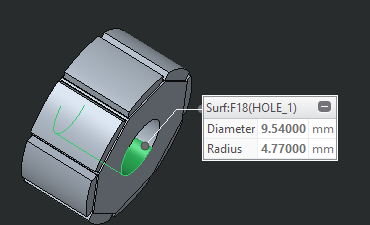 Surf:F18(HOLE_1)
Diameter 9.54000 mm
Radius 4.77000 mm